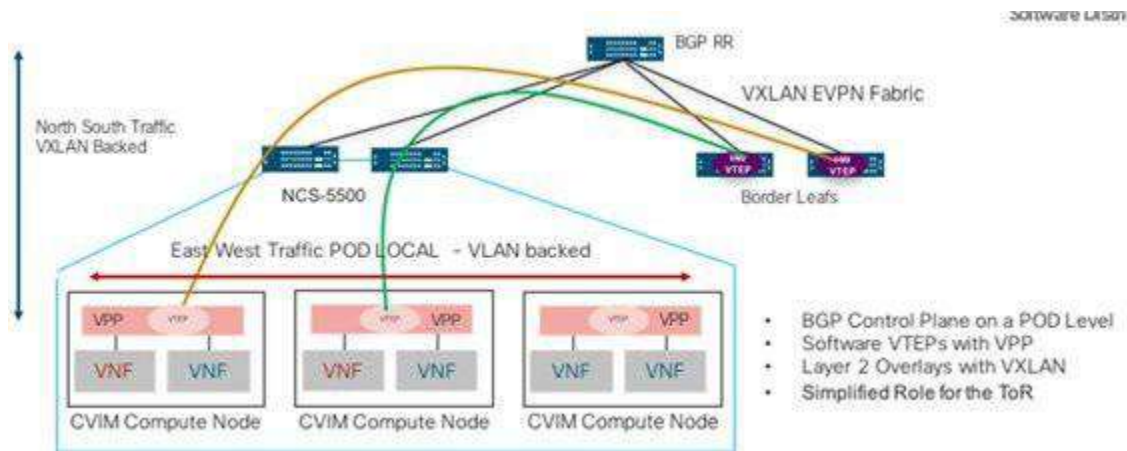 Software Distri
BGP RR
VXLAN EVPN Fabric
North South Traffic
VXLAN Backed
VTEP
VTEP
NCS-5500
Border Leafs
East West Traffic POD LOCAL - VLAN backed
VPP
VTEP
VTEP
VPP
VPP
VNF
VNF
VNF
VNF
VNF
VNF
CVIM Compute Node
CVIM Compute Node
CVIM Compute Node
• BGP Control Plane on a POD Level
• Software VTEPs with VPP
• Layer 2 Overlays with VXLAN
• Simplified Role for the ToR